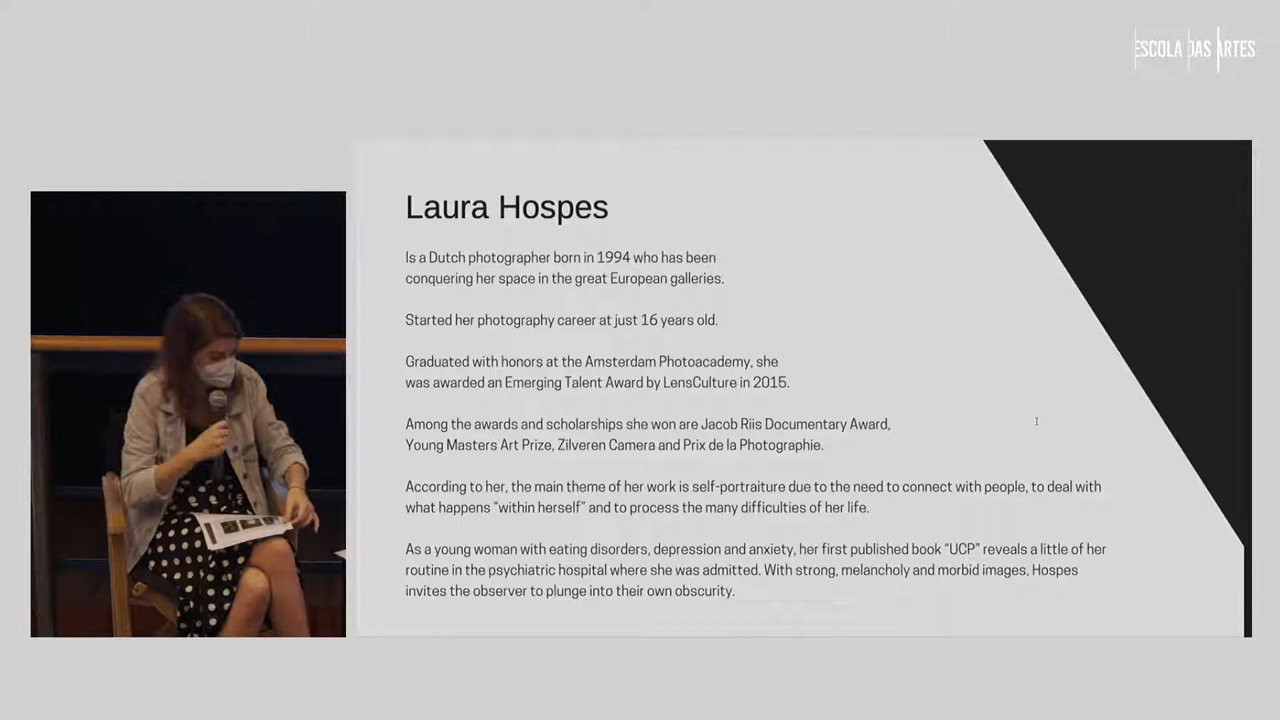 ESCOLA DAS ARTES
Laura Hospes
Is a Dutch photographer born in 1994 who has been
conquering her space in the great European galleries.
Started her photography career at just 16 years old.
Graduated with honors at the Amsterdam Photoacademy, she
was awarded an Emerging Talent Award by LensCulture in 2015.
Among the awards and scholarships she won are Jacob Riis Documentary Award,
Young Masters Art Prize, Zilveren Camera and Prix de la Photographie.
According to her, the main theme of her work is self-portraiture due to the need to connect with people, to deal with
what happens “within herself” and to process the many difficulties of her life.
As a young woman with eating disorders, depression and anxiety, her first published book “UCP” reveals a little of her
routine in the psychiatric hospital where she was admitted. With strong, melancholy and morbid images, Hospes
invites the observer to plunge into their own obscurity.